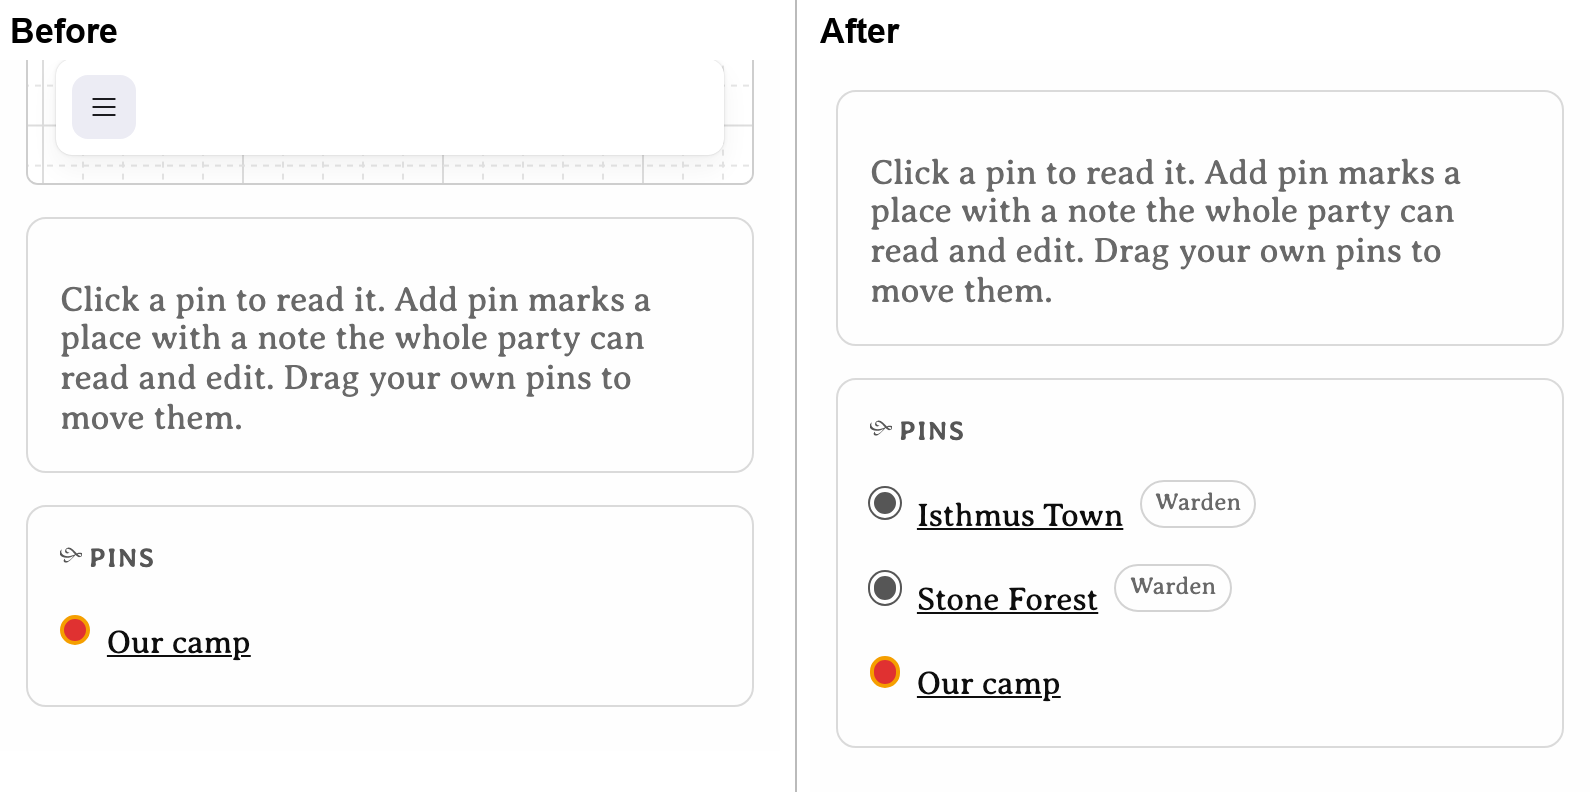 Before
Click a pin to read it. Add pin marks a
place with a note the whole party can
read and edit. Drag your own pins to
move them.
PINS
Our camp
After
Click a pin to read it. Add pin marks a
place with a note the whole party can
read and edit. Drag your own pins to
move them.
PINS
Isthmus Town Warden
Stone Forest Warden
Our camp